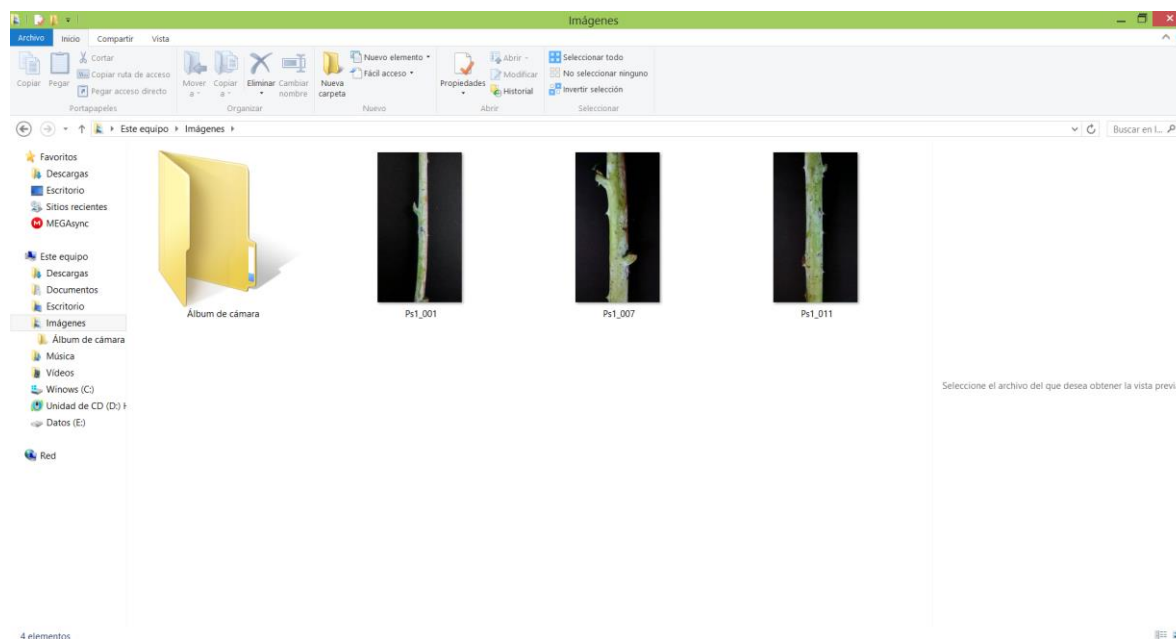 Imágenes
Archivo Inicio Compartir Vista
Copiar
Pegar
Cortar
Copiar ruta de acceso
Pegar acceso directo
Portapapeles
Mover a
Copiar a
Eliminar
Cambiar nombre
Organizar
Nueva carpeta
Nuevo elemento
Fácil acceso
Nuevo
Propiedades
Abrir
Modificar
Historial
Abrir
Seleccionar todo
No seleccionar ninguno
Invertir selección
Seleccionar
Este equipo Imágenes
Buscar en I...
Favoritos
Descargas
Escritorio
Sitios recientes
MEGAsync
Este equipo
Descargas
Documentos
Escritorio
Imágenes
Álbum de cámara
Música
Vídeos
Winows (C:)
Unidad de CD (D:) H
Datos (E:)
Red
Álbum de cámara
Ps1_001
Ps1_007
Ps1_011
Seleccione el archivo del que desea obtener la vista previ
4 elementos